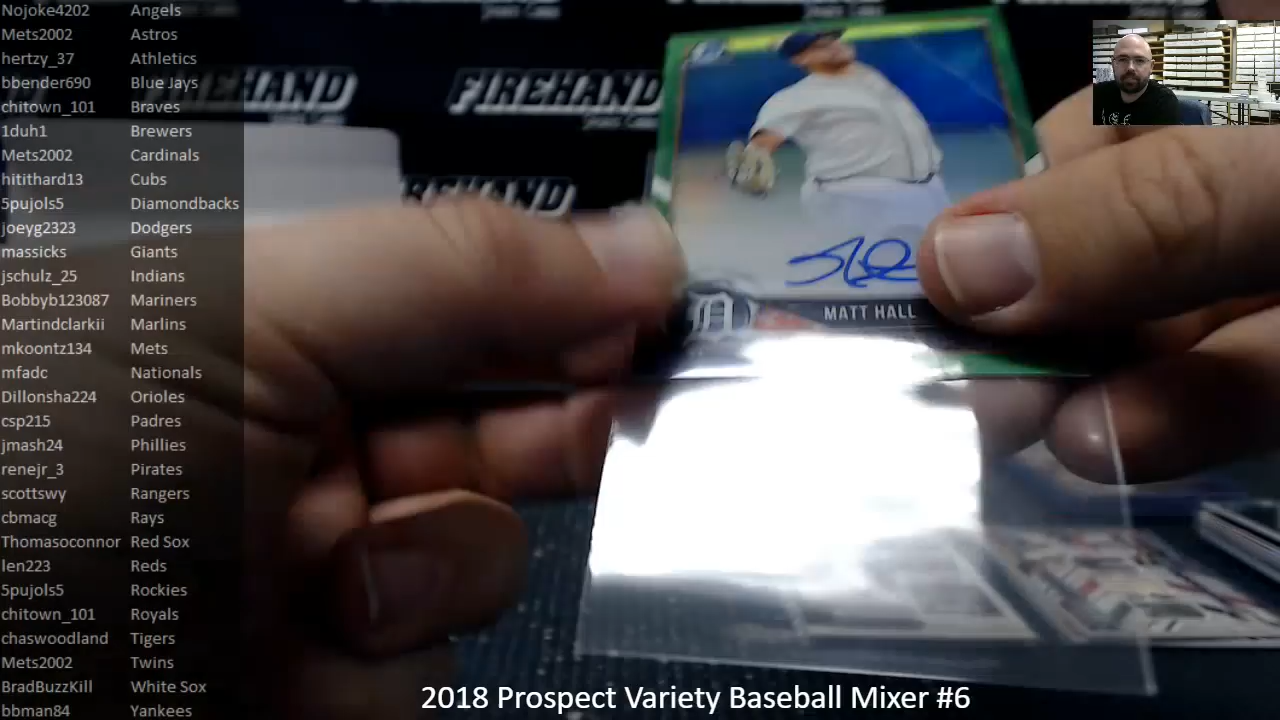 Nojoke4202 Angels
Mets2002 Astros
hertzy_37 Athletics
bbender690 Blue Jays
chitown_101 Braves
1duh1 Brewers
Mets2002 Cardinals
hitithard13 Cubs
5pujols5 Diamondbacks
joeyg2323 Dodgers
massicks Giants
jschulz_25 Indians
Bobbyb123087 Mariners
Martindclarkii Marlins
mkoontz134 Mets
mfadc Nationals
Dillonsha224 Orioles
csp215 Padres
jmash24 Phillies
renejr_3 Pirates
scottswy Rangers
cbmacg Rays
Thomasoconnor Red Sox
len223 Reds
5pujols5 Rockies
chitown_101 Royals
chaswoodland Tigers
Mets2002 Twins
BradBuzzKill White Sox
bbman84 Yankees
FIREHAND
FIREHAND
FIREHAND
D
MATT HALL
2018 Prospect Variety Baseball Mixer #6